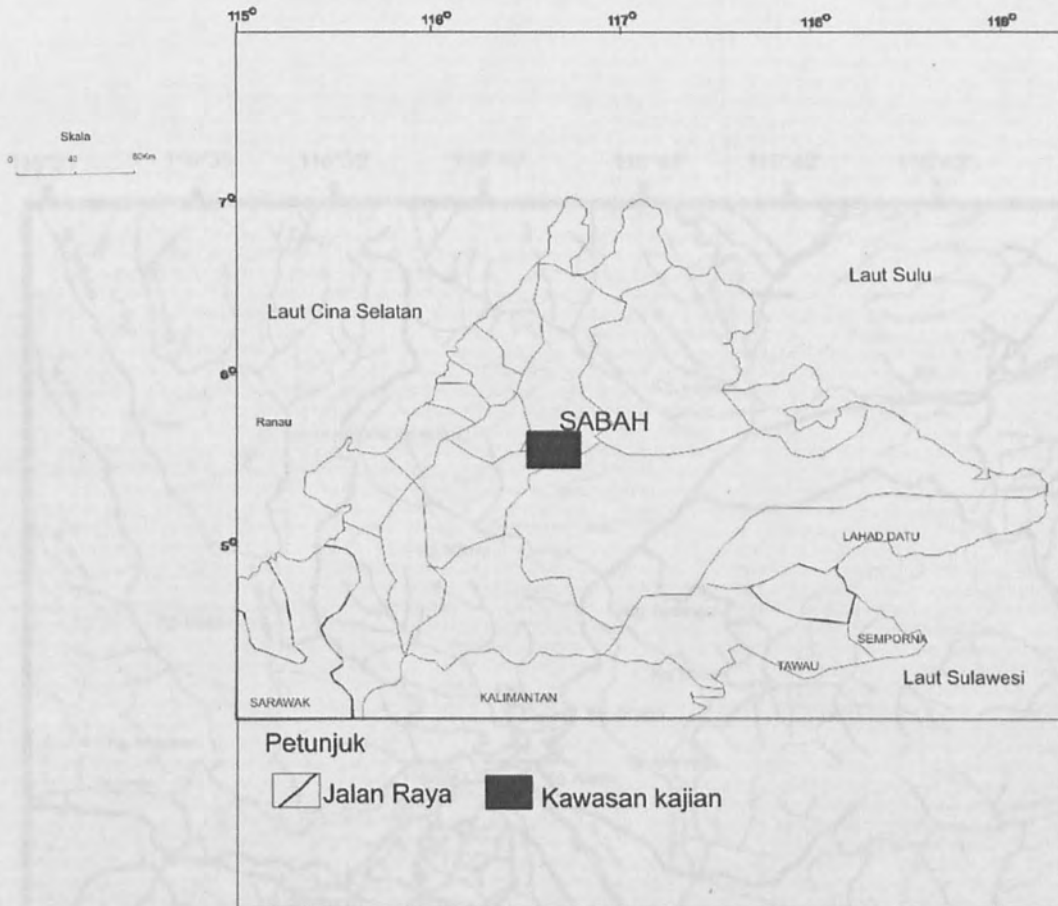 115° 116° 117° 118° 118°
Skala
0 40 80Km
7°
Laut Sulu
Laut Cina Selatan
6°
Ranau
SABAH
5°
LAHAD DATU
SEMPORNA
TAWAU
Laut Sulawesi
SARAWAK
KALIMANTAN
Petunjuk
Jalan Raya
Kawasan kajian